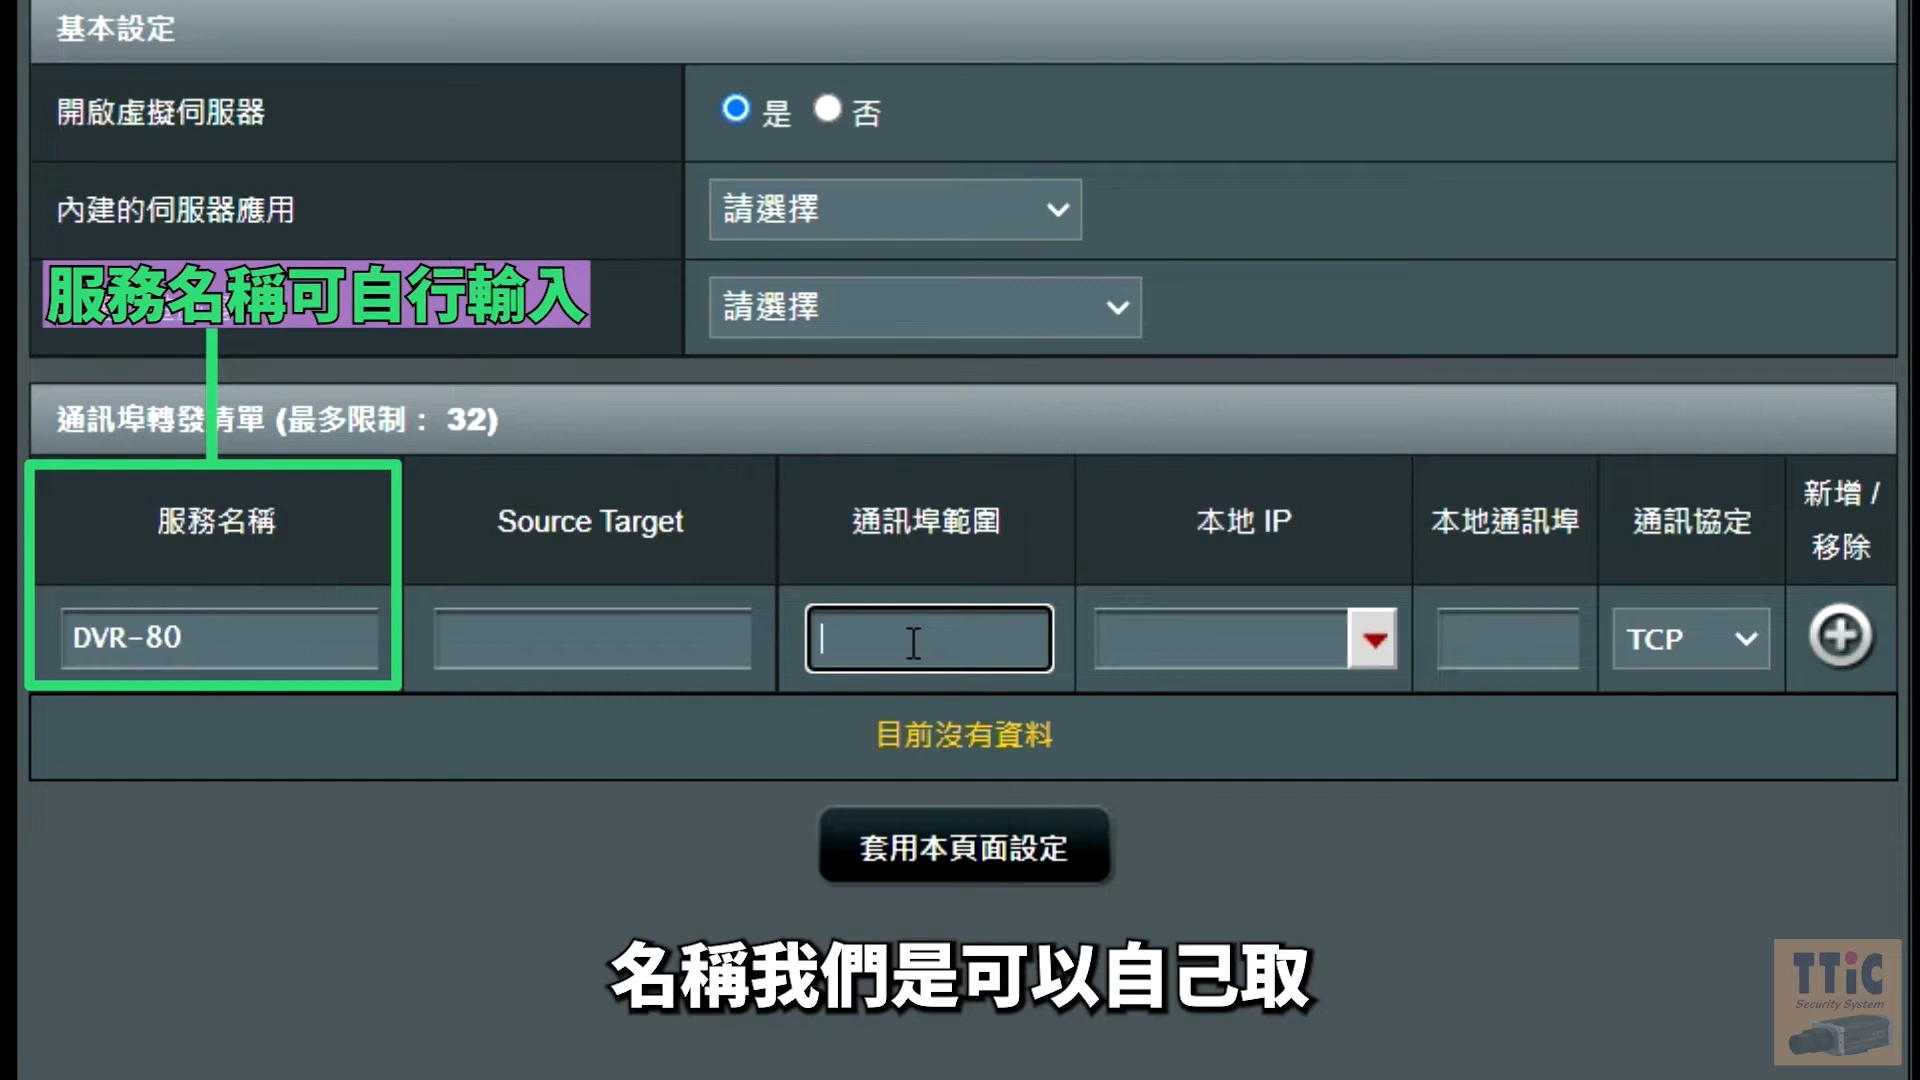 基本設定
開啟虛擬伺服器
是 否
內建的伺服器應用
請選擇
服務名稱可自行輸入
請選擇
通訊埠轉發清單 (最多限制： 32)
服務名稱 Source Target 通訊埠範圍 本地 IP 本地通訊埠 通訊協定 新增 /
移除
DVR-80 TCP
目前沒有資料
套用本頁面設定
名稱我們是可以自己取
TTiC
Security System